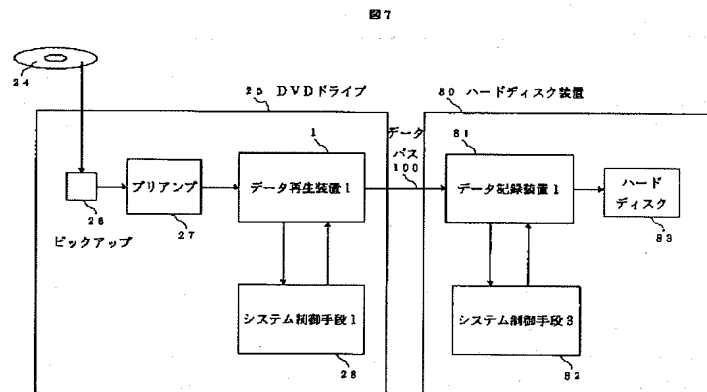 図7
24
25 DVDドライブ
80 ハードディスク装置
1
データ
バス
100
81
プリアンプ
データ再生装置1
データ記録装置1
ハード
ディスク
26
27
83
ピックアップ
システム制御手段1
システム制御手段3
28
82